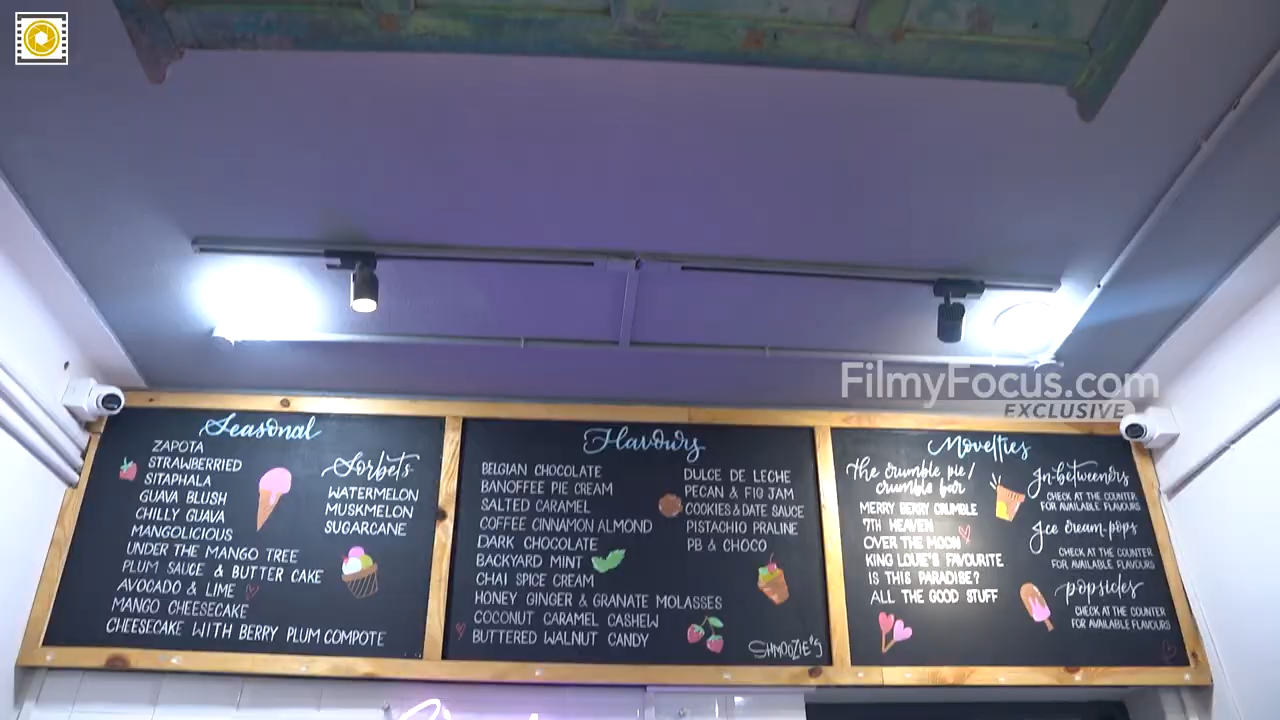 FilmyFocus.com
EXCLUSIVE
Seasonal
ZAPOTA
STRAWBERRIED
SITAPHALA
GUAVA BLUSH
CHILLY GUAVA
MANGOLICIOUS
UNDER THE MANGO TREE
PLUM SAUCE & BUTTER CAKE
AVOCADO & LIME
MANGO CHEESECAKE
CHEESECAKE WITH BERRY PLUM COMPOTE
Sorbets
WATERMELON
MUSKMELON
SUGARCANE
Flavours
BELGIAN CHOCOLATE
BANOFFEE PIE CREAM
SALTED CARAMEL
COFFEE CINNAMON ALMOND
DARK CHOCOLATE
BACKYARD MINT
CHAI SPICE CREAM
HONEY GINGER & GRANATE MOLASSES
COCONUT CARAMEL CASHEW
BUTTERED WALNUT CANDY
DULCE DE LECHE
PECAN & FIG JAM
COOKIES & DATE SAUCE
PISTACHIO PRALINE
PB & CHOCO
SHMOOZIE'S
Novelties
The crumble pie/
crumble bar
MERRY BERRY CRUMBLE
7TH HEAVEN
OVER THE MOON
KING LOUIE'S FAVOURITE
IS THIS PARADISE?
ALL THE GOOD STUFF
In-betweeners
CHECK AT THE COUNTER
FOR AVAILABLE FLAVOURS
Ice cream pops
CHECK AT THE COUNTER
FOR AVAILABLE FLAVOURS
popsicles
CHECK AT THE COUNTER
FOR AVAILABLE FLAVOURS